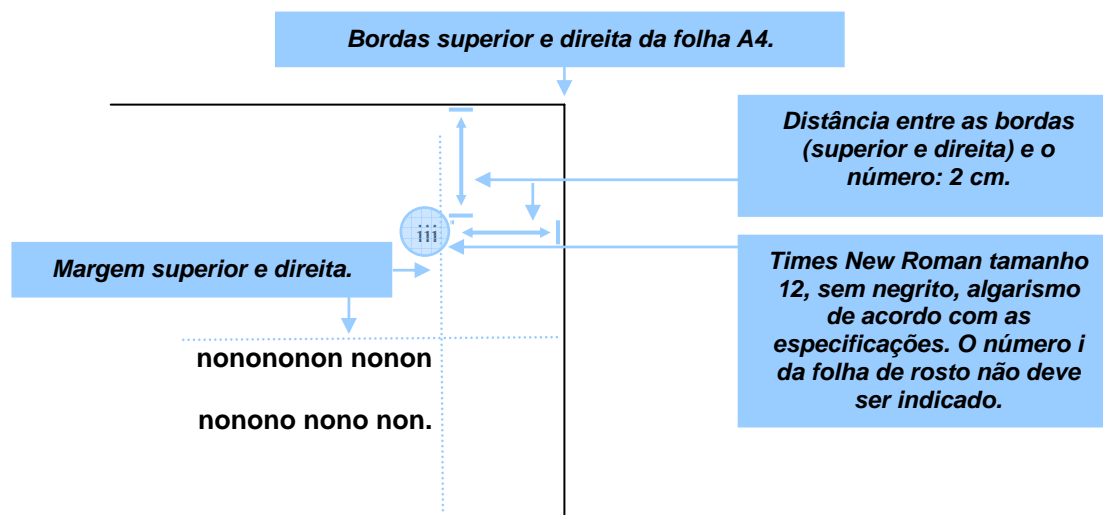 Bordas superior e direita da folha A4.
Distância entre as bordas
(superior e direita) e o
número: 2 cm.
iii
Margem superior e direita.
Times New Roman tamanho
12, sem negrito, algarismo
de acordo com as
especificações. O número i
da folha de rosto não deve
ser indicado.
nonononon nonon
nonono nono non.